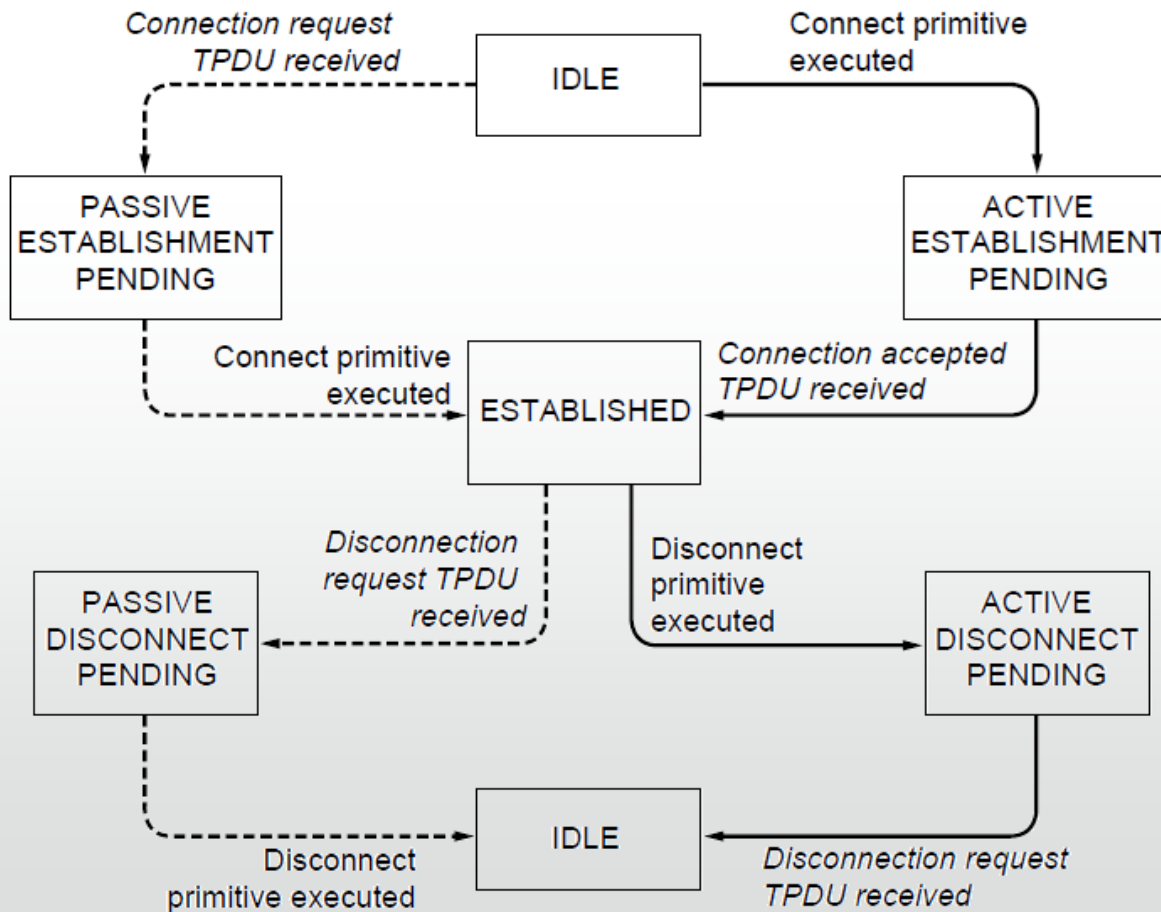 Connection request
TPDU received
IDLE
Connect primitive
executed
PASSIVE
ESTABLISHMENT
PENDING
ACTIVE
ESTABLISHMENT
PENDING
Connect primitive
executed
ESTABLISHED
Connection accepted
TPDU received
Disconnection
request TPDU
received
Disconnect
primitive
executed
PASSIVE
DISCONNECT
PENDING
ACTIVE
DISCONNECT
PENDING
IDLE
Disconnect
primitive executed
Disconnection request
TPDU received